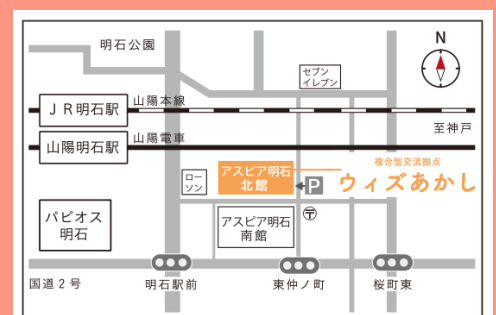 明石公園
N
セブン
イレブン
JR明石駅
山陽本線
至神戸
山陽明石駅
山陽電車
複合型交流拠点
ウィズあかし
アスピア明石
北館
P
ロー
ソン
〒
パピオス
明石
アスピア明石
南館
国道2号
明石駅前
東仲ノ町
桜町東